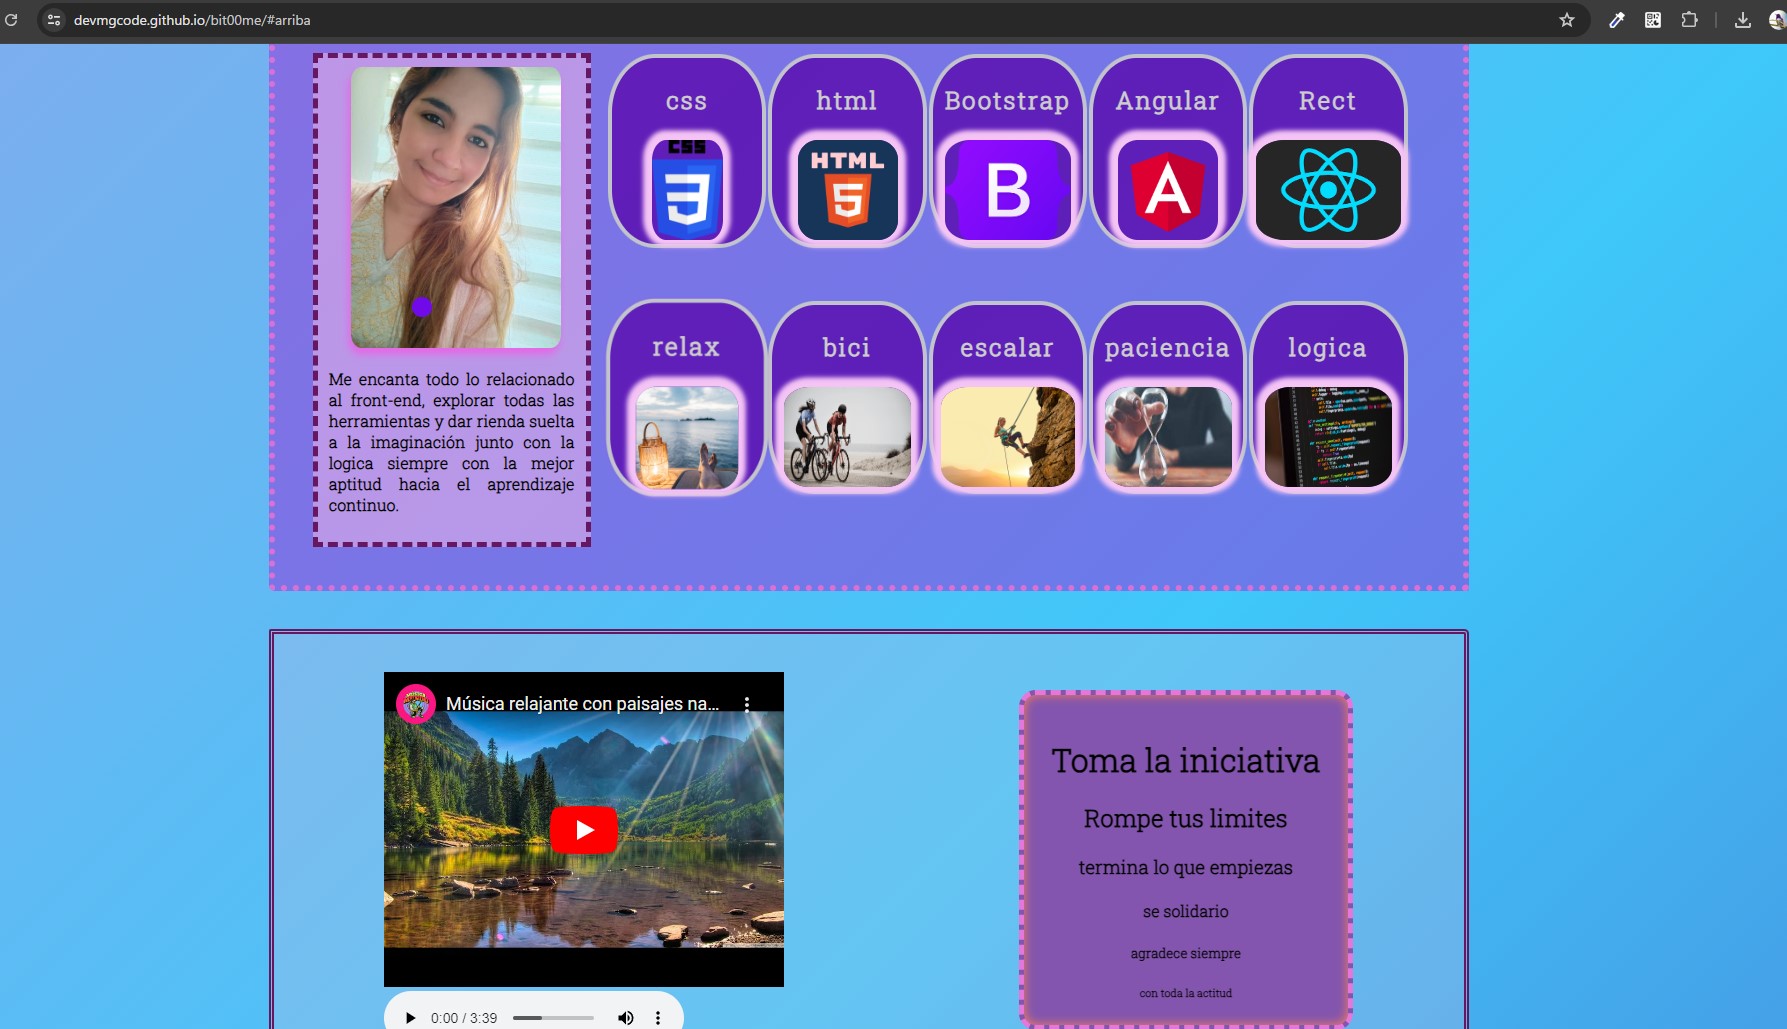 devmgcode.github.io/bit00me/#arriba
css
html
Bootstrap
Angular
Rect
CSS
3
HTML
5
B
A
Me encanta todo lo relacionado
al front-end, explorar todas las
herramientas y dar rienda suelta
a la imaginación junto con la
logica siempre con la mejor
aptitud hacia el aprendizaje
continuo.
relax
bici
escalar
paciencia
logica
Música relajante con paisajes na...
0:00 / 3:39
Toma la iniciativa
Rompe tus limites
termina lo que empiezas
se solidario
agradece siempre
con toda la actitud